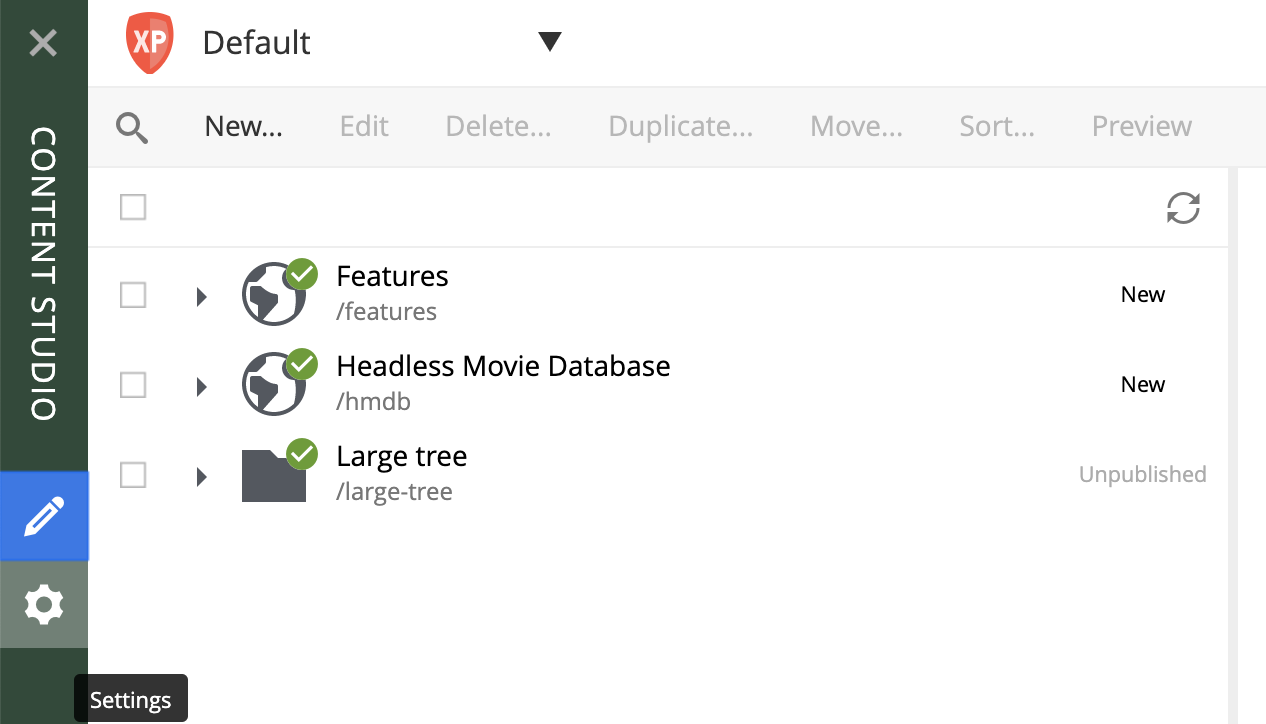 XP Default
New... Edit Delete... Duplicate... Move... Sort... Preview
CONTENT STUDIO
Features
/features
New
Headless Movie Database
/hmdb
New
Large tree
/large-tree
Unpublished
Settings